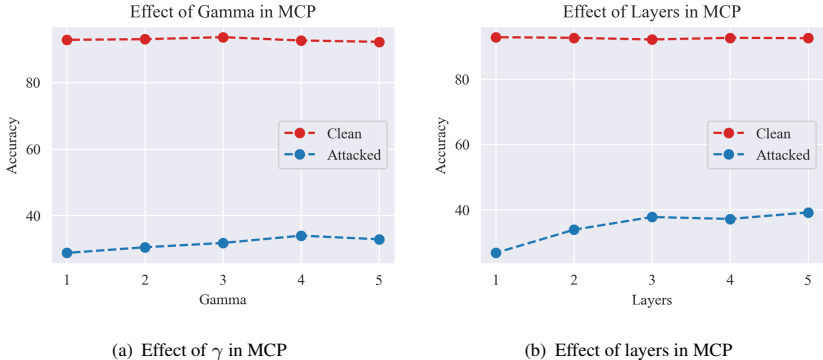 Effect of Gamma in MCP
80
60
40
Accuracy
Clean
Attacked
1 2 3 4 5
Gamma
(a) Effect of γ in MCP
Effect of Layers in MCP
80
60
40
Accuracy
Clean
Attacked
1 2 3 4 5
Layers
(b) Effect of layers in MCP